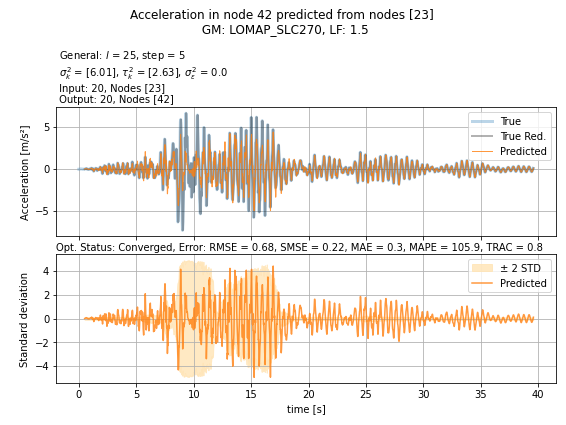 Acceleration in node 42 predicted from nodes [23]
GM: LOMAP_SLC270, LF: 1.5
General: l = 25, step = 5
σ²ₖ = [6.01], τ²ₖ = [2.63], σ²ε = 0.0
Input: 20, Nodes [23]
Output: 20, Nodes [42]
Acceleration [m/s²]
5
0
−5
True
True Red.
Predicted
Opt. Status: Converged, Error: RMSE = 0.68, SMSE = 0.22, MAE = 0.3, MAPE = 105.9, TRAC = 0.8
Standard deviation
4
2
0
−2
−4
± 2 STD
Predicted
0 5 10 15 20 25 30 35 40
time [s]